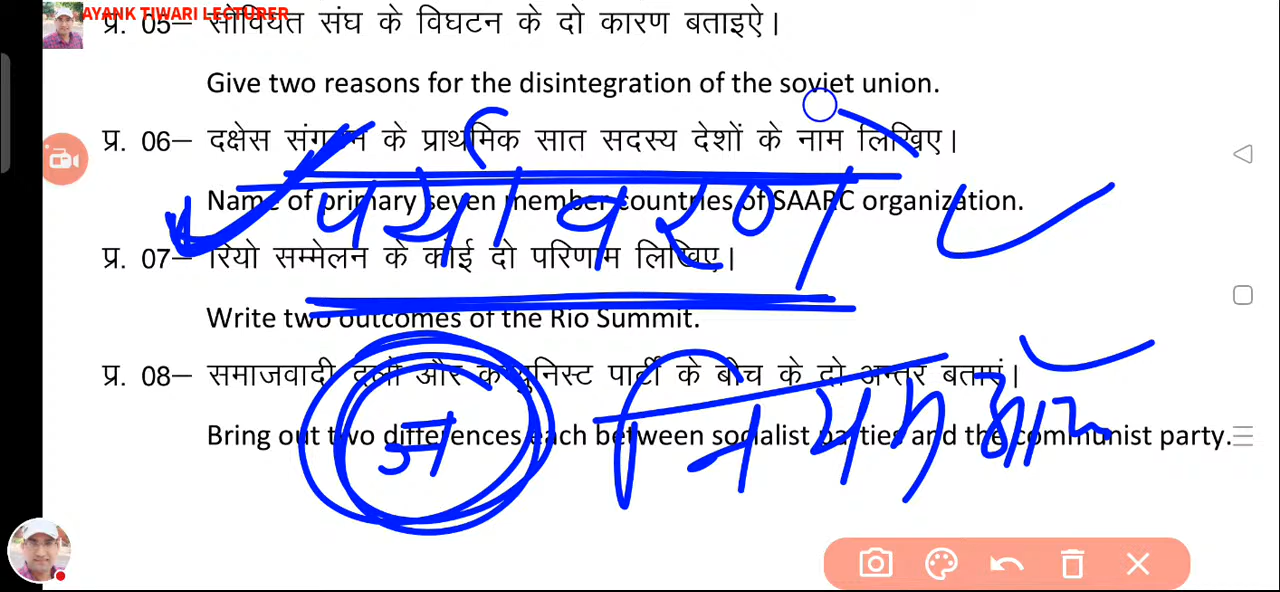 AYANK TIWARI LECTURER
प्र. 05– सोवियत संघ के विघटन के दो कारण बताइऐ।
Give two reasons for the disintegration of the soviet union.
प्र. 06– दक्षेस संगठन के प्राथमिक सात सदस्य देशों के नाम लिखिए।
Name of primary seven member countries of SAARC organization.
पर्यावरण
प्र. 07– रियो सम्मेलन के कोई दो परिणाम लिखिए।
Write two outcomes of the Rio Summit.
प्र. 08– समाजवादी दलों और कम्युनिस्ट पार्टी के बीच के दो अन्तर बताएं।
Bring out two differences each between socialist parties and the communist party.